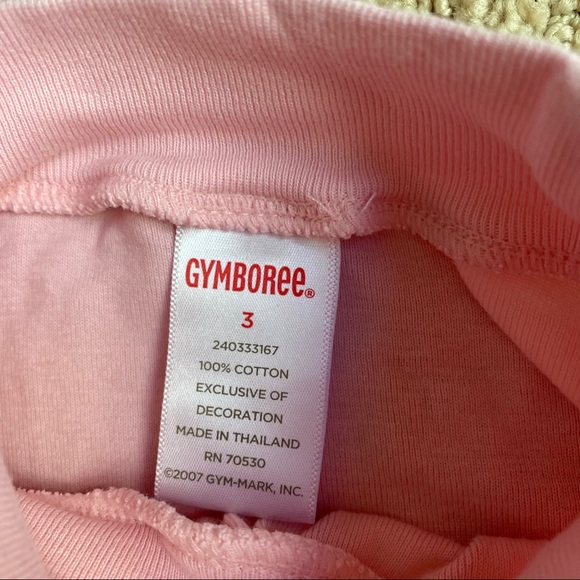 GYMBOREE®
3
240333167
100% COTTON
EXCLUSIVE OF
DECORATION
MADE IN THAILAND
RN 70530
©2007 GYM-MARK, INC.